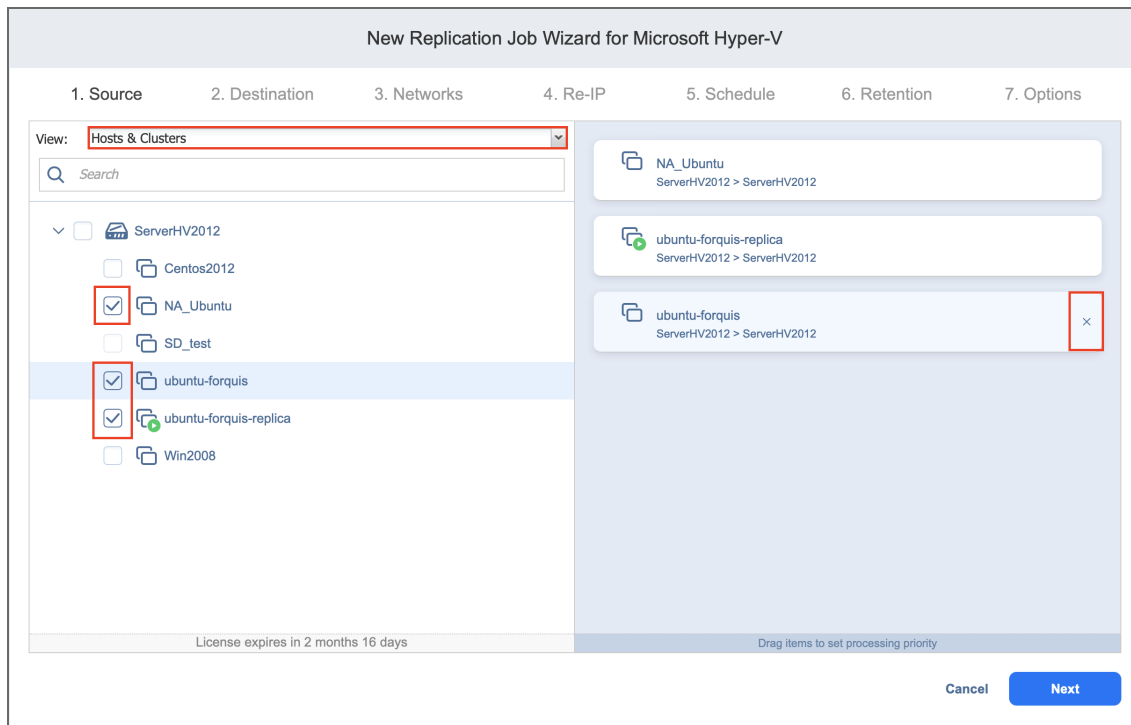 New Replication Job Wizard for Microsoft Hyper-V
1. Source 2. Destination 3. Networks 4. Re-IP 5. Schedule 6. Retention 7. Options
View: Hosts & Clusters
Search
ServerHV2012
Centos2012
NA_Ubuntu
SD_test
ubuntu-forquis
ubuntu-forquis-replica
Win2008
License expires in 2 months 16 days
NA_Ubuntu
ServerHV2012 > ServerHV2012
ubuntu-forquis-replica
ServerHV2012 > ServerHV2012
ubuntu-forquis
ServerHV2012 > ServerHV2012
Drag items to set processing priority
Cancel Next